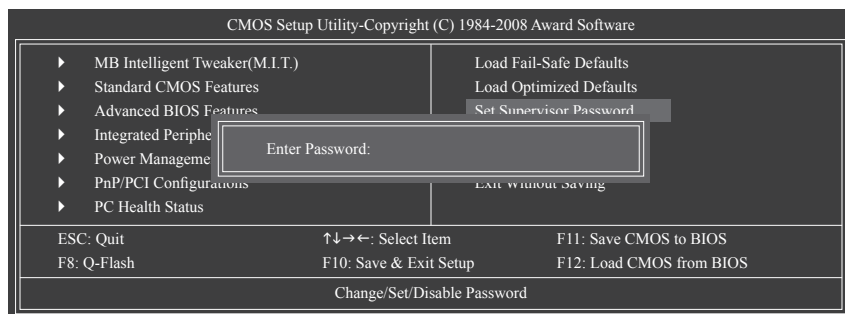 CMOS Setup Utility-Copyright (C) 1984-2008 Award Software
MB Intelligent Tweaker(M.I.T.)
Standard CMOS Features
Advanced BIOS Features
Integrated Periphe
Power Manageme
PnP/PCI Configurations
PC Health Status
Load Fail-Safe Defaults
Load Optimized Defaults
Set Supervisor Password
Exit Without Saving
Enter Password:
ESC: Quit ↑↓→←: Select Item F11: Save CMOS to BIOS
F8: Q-Flash F10: Save & Exit Setup F12: Load CMOS from BIOS
Change/Set/Disable Password